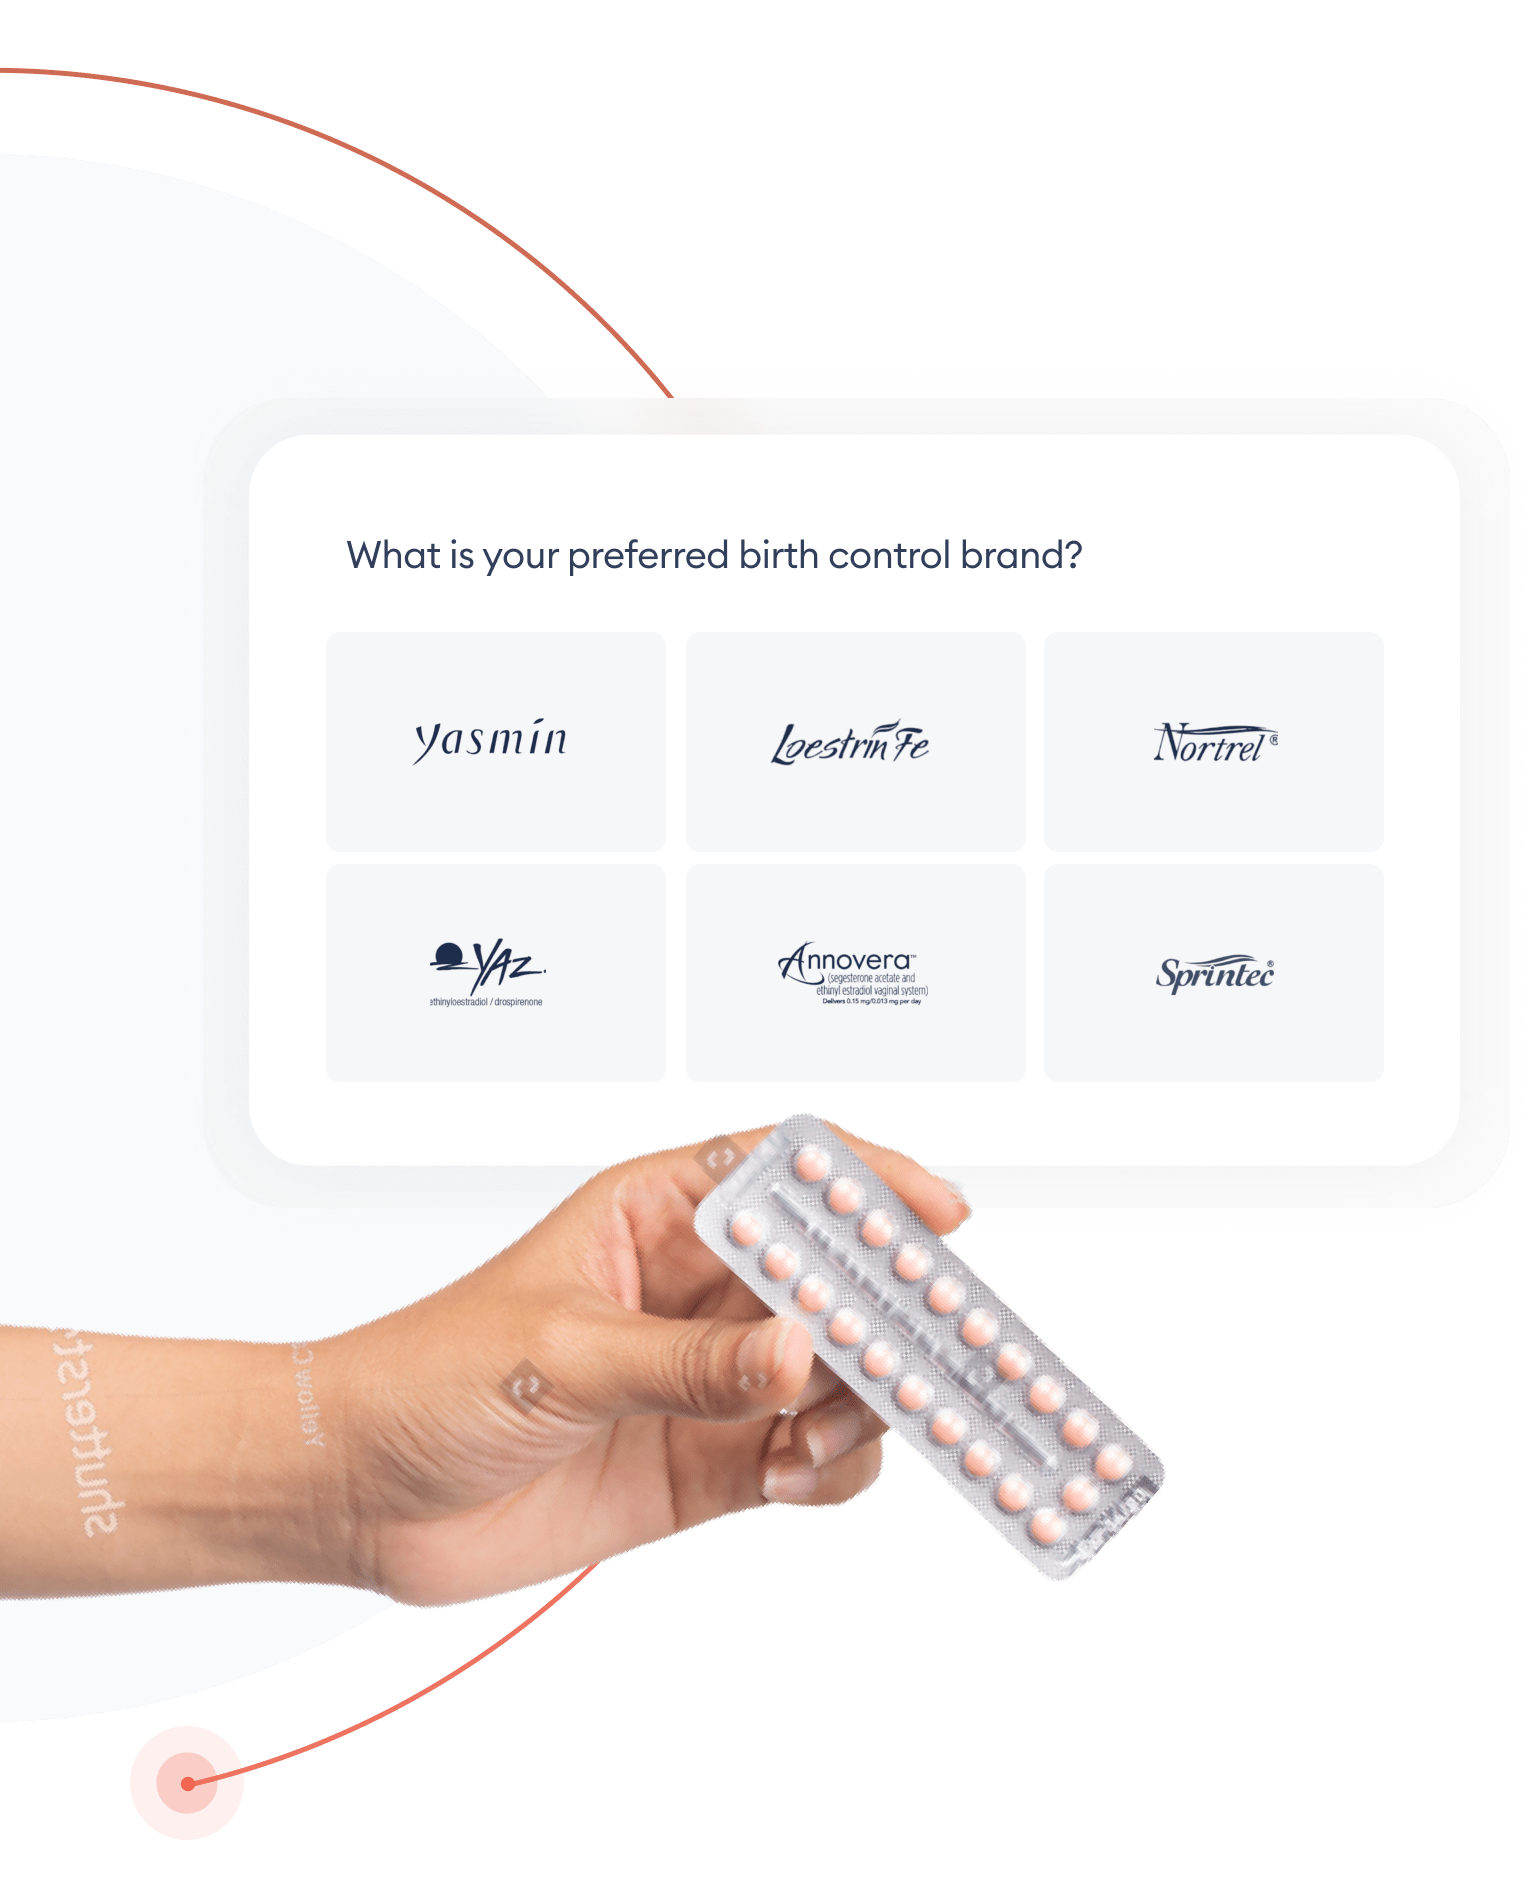 What is your preferred birth control brand?
Yasmin
Loestrin Fe
Nortrel®
YAZ.
ethinyloestradiol / drospirenone
Annovera™
(segesterone acetate and
ethinyl estradiol vaginal system)
Delivers 0.15 mg/0.013 mg per day
Sprintec®
shutterst
Yellow C